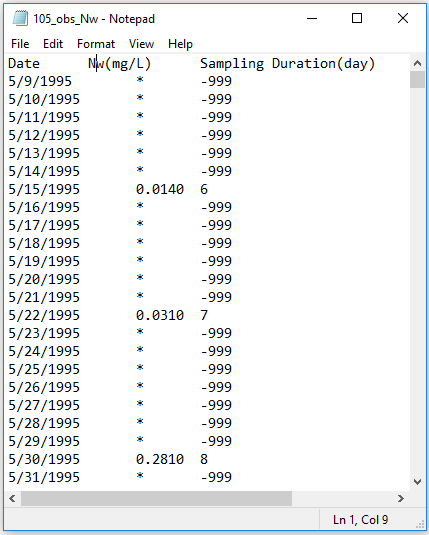 105_obs_Nw - Notepad
File Edit Format View Help
Date Nw(mg/L) Sampling Duration(day)
5/9/1995 * -999
5/10/1995 * -999
5/11/1995 * -999
5/12/1995 * -999
5/13/1995 * -999
5/14/1995 * -999
5/15/1995 0.0140 6
5/16/1995 * -999
5/17/1995 * -999
5/18/1995 * -999
5/19/1995 * -999
5/20/1995 * -999
5/21/1995 * -999
5/22/1995 0.0310 7
5/23/1995 * -999
5/24/1995 * -999
5/25/1995 * -999
5/26/1995 * -999
5/27/1995 * -999
5/28/1995 * -999
5/29/1995 * -999
5/30/1995 0.2810 8
5/31/1995 * -999
Ln 1, Col 9